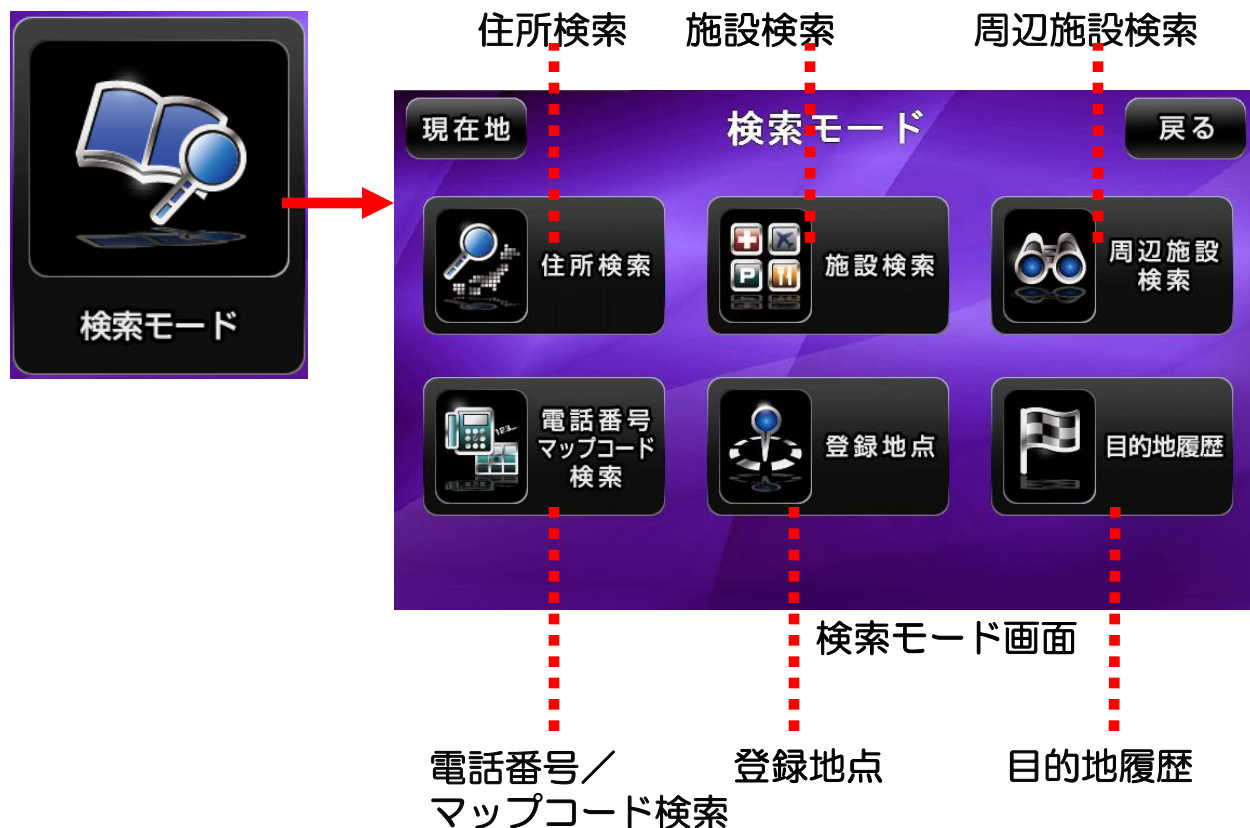 住所検索
施設検索
周辺施設検索
検索モード
現在地
検索モード
戻る
住所検索
施設検索
周辺施設
検索
電話番号
マップコード
検索
登録地点
目的地履歴
検索モード画面
電話番号／
マップコード検索
登録地点
目的地履歴